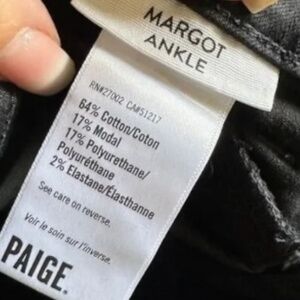 MARGOT
ANKLE
RN#27002 CA#51217
64% Cotton/Coton
17% Modal
17% Polyurethane/
Polyuréthane
2% Elastane/Élasthanne
See care on reverse.
Voir le soin sur l'inverse.
PAIGE.